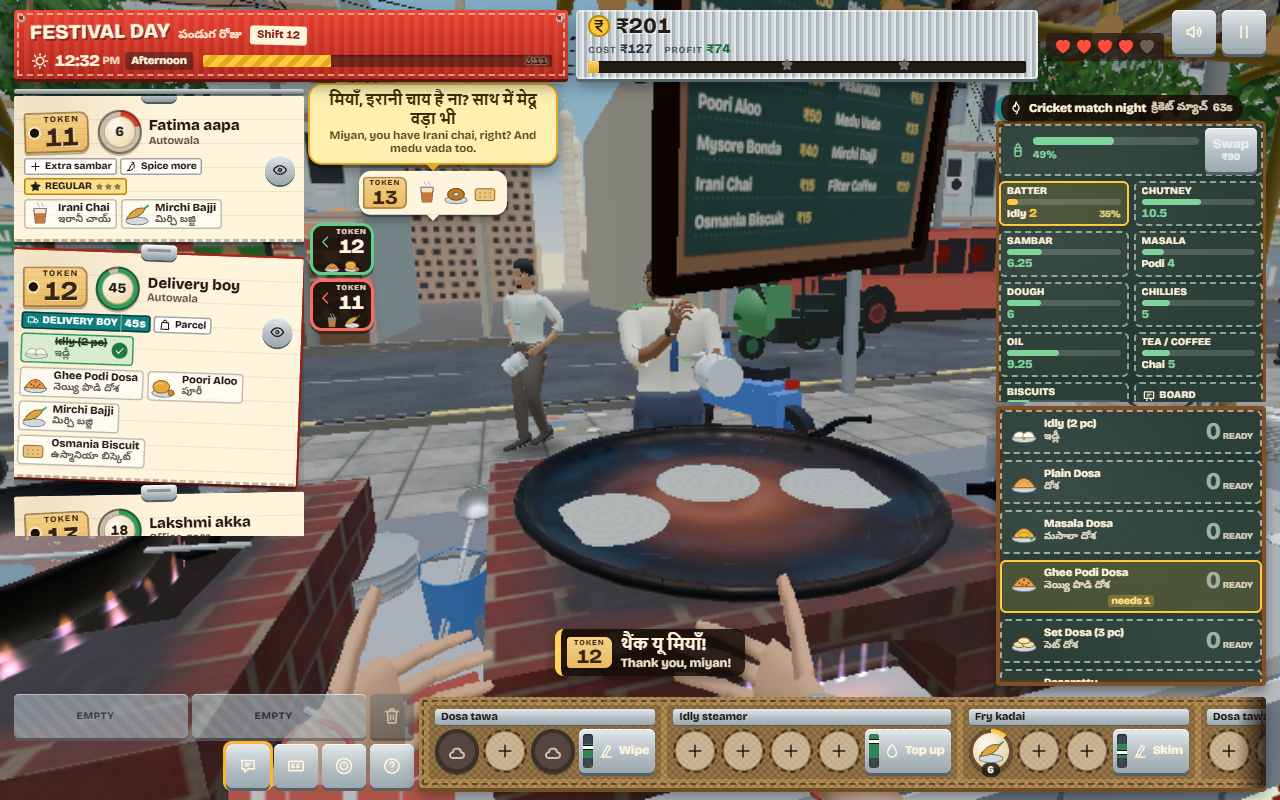 FESTIVAL DAY పండుగ రోజు Shift 12
12:32 PM Afternoon 3:11
₹201
COST ₹127 PROFIT ₹74
TOKEN 11
6
Fatima aapa
Autowala
Extra sambar
Spice more
REGULAR
Irani Chai
ఇరానీ చాయ్
Mirchi Bajji
మిర్చి బజ్జి
TOKEN 12
45
Delivery boy
Autowala
DELIVERY BOY 45s
Parcel
Idly (2 pc)
ఇడ్లీ
Ghee Podi Dosa
నెయ్యి పొడి దోశ
Poori Aloo
పూరీ
Mirchi Bajji
మిర్చి బజ్జి
Osmania Biscuit
ఉస్మానియా బిస్కెట్
18
Lakshmi akka
मियाँ, इरानी चाय है ना? साथ में मेदू
वड़ा भी
Miyan, you have Irani chai, right? And
medu vada too.
TOKEN 13
TOKEN 12
TOKEN 11
Poori Aloo ₹50
Mysore Bonda ₹40
Irani Chai ₹15
Osmania Biscuit ₹15
Medu Vada
Mirchi Bajji
Filter Coffee
Cricket match night క్రికెట్ మ్యాచ్ 63s
49%
Swap
₹90
BATTER
Idly 2 35%
CHUTNEY
10.5
SAMBAR
6.25
MASALA
Podi 4
DOUGH
6
CHILLIES
5
OIL
9.25
TEA / COFFEE
Chai 5
BISCUITS
BOARD
Idly (2 pc)
ఇడ్లీ
0 READY
Plain Dosa
దోశ
0 READY
Masala Dosa
మసాలా దోశ
0 READY
Ghee Podi Dosa
నెయ్యి పొడి దోశ
0 READY
needs 1
Set Dosa (3 pc)
సెట్ దోశ
0 READY
TOKEN 12
थैंक यू मियाँ!
Thank you, miyan!
EMPTY
EMPTY
Dosa tawa
Wipe
Idly steamer
Top up
Fry kadai
6
Skim
Dosa taw